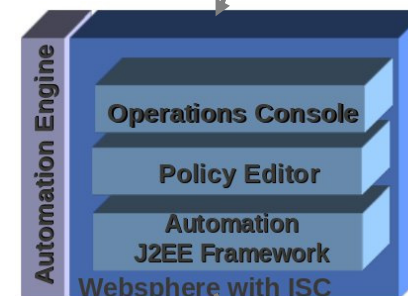 Automation Engine
Operations Console
Policy Editor
Automation
J2EE Framework
Websphere with ISC